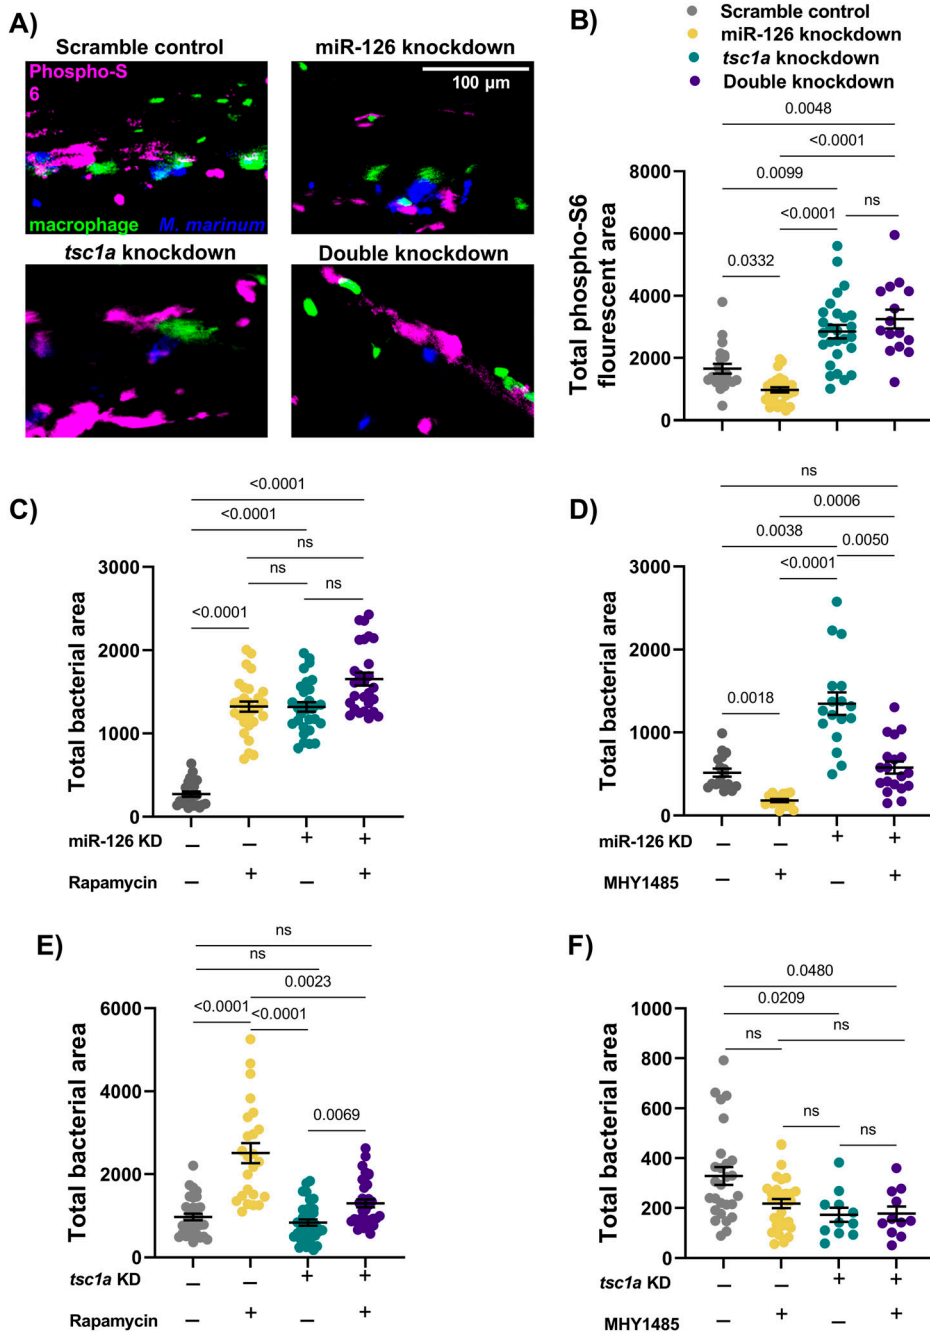 A)
Scramble control
miR-126 knockdown
Phospho-S
6
macrophage
M. marinum
100 µm
tsc1a knockdown
Double knockdown
B)
Scramble control
miR-126 knockdown
tsc1a knockdown
Double knockdown
0.0048
<0.0001
0.0099
<0.0001
ns
0.0332
Total phospho-S6
flourescent area
8000
6000
4000
2000
0
C)
<0.0001
<0.0001
ns
ns
ns
<0.0001
Total bacterial area
3000
2000
1000
0
miR-126 KD – – + +
Rapamycin – + – +
D)
ns
0.0006
0.0038
0.0050
<0.0001
0.0018
Total bacterial area
3000
2000
1000
0
miR-126 KD – – + +
MHY1485 – + – +
E)
ns
ns
0.0023
<0.0001
<0.0001
0.0069
Total bacterial area
6000
4000
2000
0
tsc1a KD – – + +
Rapamycin – + – +
F)
0.0480
0.0209
ns
ns
ns
ns
Total bacterial area
1000
800
600
400
200
0
tsc1a KD – – + +
MHY1485 – + – +